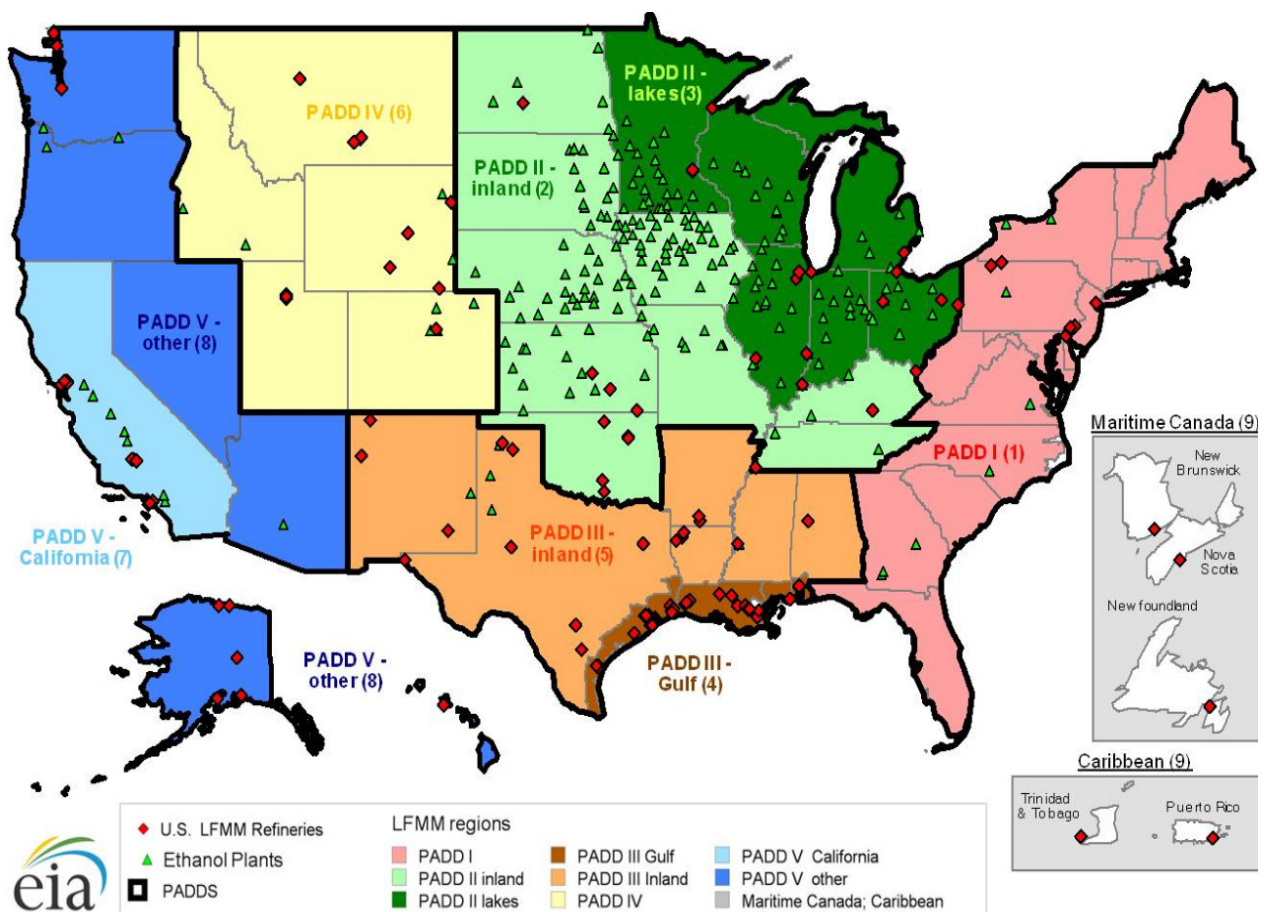 PADD II -
lakes (3)
PADD IV (6)
PADD II -
inland (2)
PADD V -
other (8)
PADD I (1)
Maritime Canada (9)
New
Brunswick
Nova
Scotia
New foundland
PADD V -
California (7)
PADD III -
inland (5)
PADD V -
other (8)
PADD III -
Gulf (4)
Caribbean (9)
Trinidad
& Tobago
Puerto Rico
eia
U.S. LFMM Refineries
Ethanol Plants
PADDS
LFMM regions
PADD I
PADD II inland
PADD II lakes
PADD III Gulf
PADD III Inland
PADD IV
PADD V California
PADD V other
Maritime Canada; Caribbean